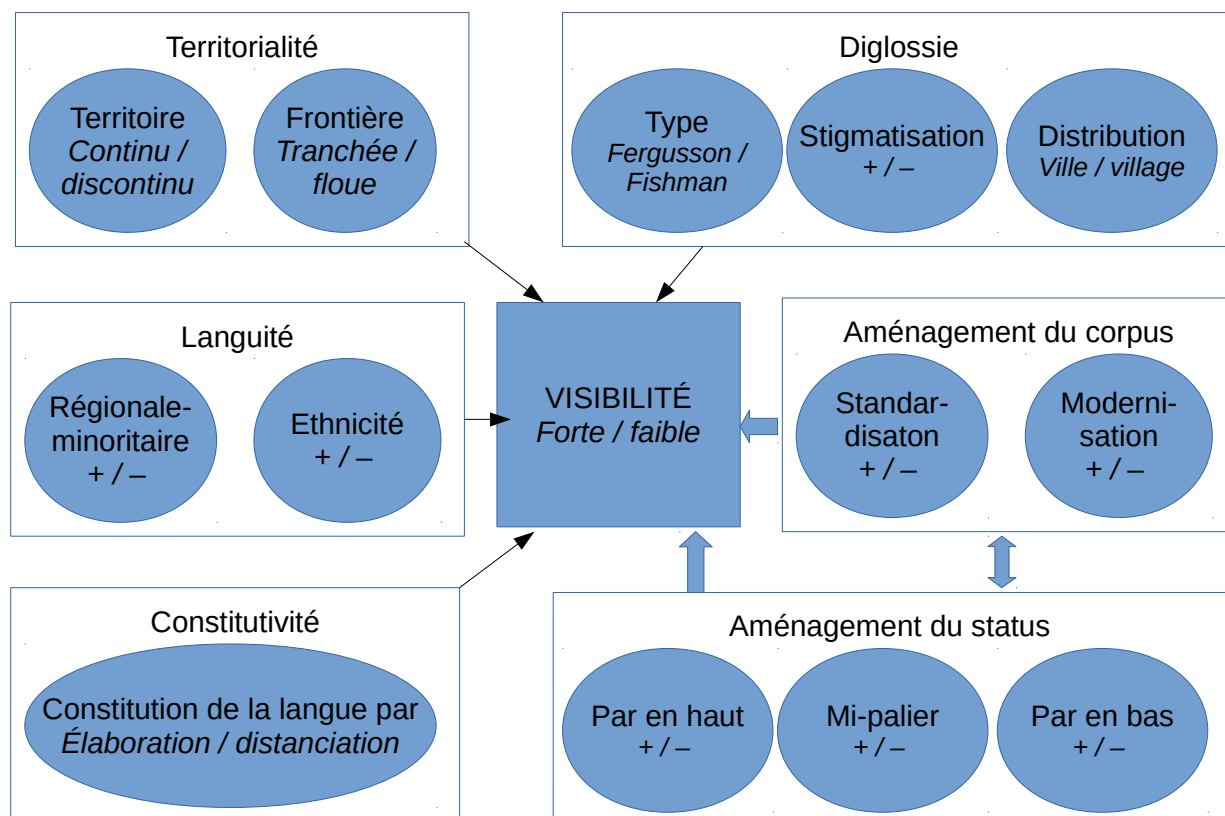 Territorialité
Territoire
Continu /
discontinu
Frontière
Tranchée /
floue
Diglossie
Type
Fergusson /
Fishman
Stigmatisation
+ / –
Distribution
Ville / village
Languité
Régionale-
minoritaire
+ / –
Ethnicité
+ / –
VISIBILITÉ
Forte / faible
Aménagement du corpus
Standar-
disaton
+ / –
Moderni-
sation
+ / –
Constitutivité
Constitution de la langue par
Élaboration / distanciation
Aménagement du status
Par en haut
+ / –
Mi-palier
+ / –
Par en bas
+ / –